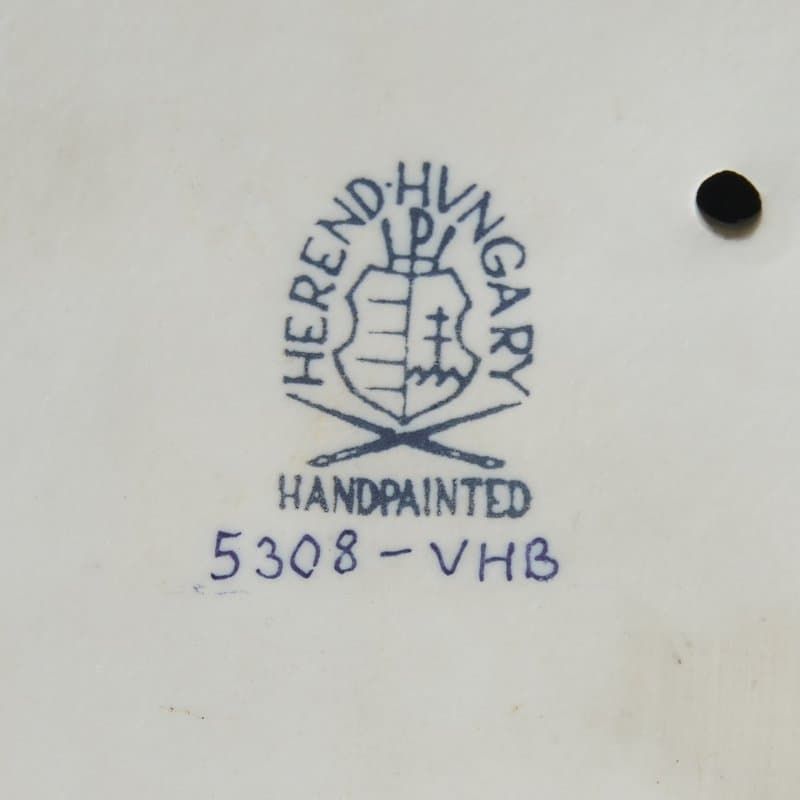 HEREND·HVNGARY
P
HANDPAINTED
5308-VHB